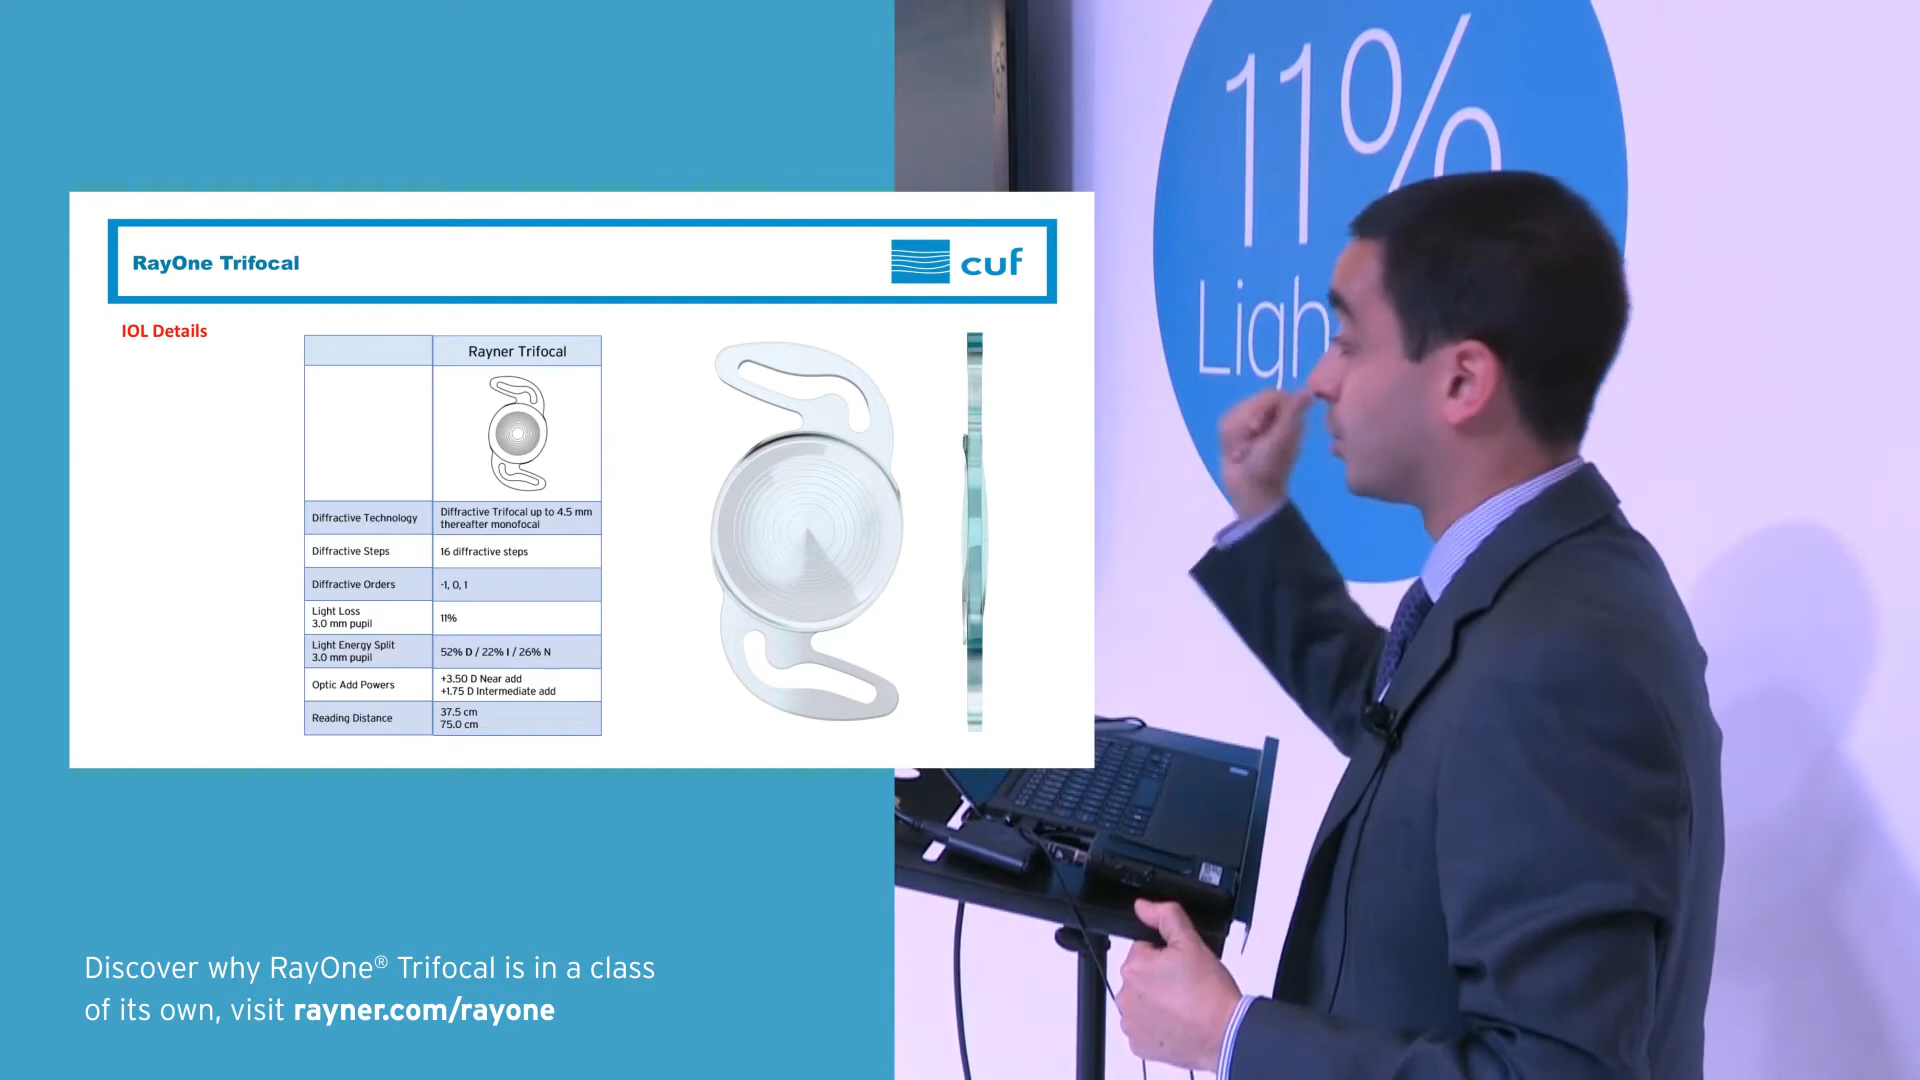 11%
Ligh
RayOne Trifocal
cuf
IOL Details
Rayner Trifocal
Diffractive Technology
Diffractive Trifocal up to 4.5 mm
thereafter monofocal
Diffractive Steps
16 diffractive steps
Diffractive Orders
-1, 0, 1
Light Loss
3.0 mm pupil
11%
Light Energy Split
3.0 mm pupil
52% D / 22% I / 26% N
Optic Add Powers
+3.50 D Near add
+1.75 D Intermediate add
Reading Distance
37.5 cm
75.0 cm
Discover why RayOne® Trifocal is in a class
of its own, visit rayner.com/rayone